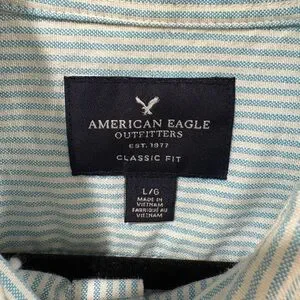 AMERICAN EAGLE
OUTFITTERS
EST. 1977
CLASSIC FIT
L/G
MADE IN
VIETNAM
FABRIQUÉ AU
VIETNAM